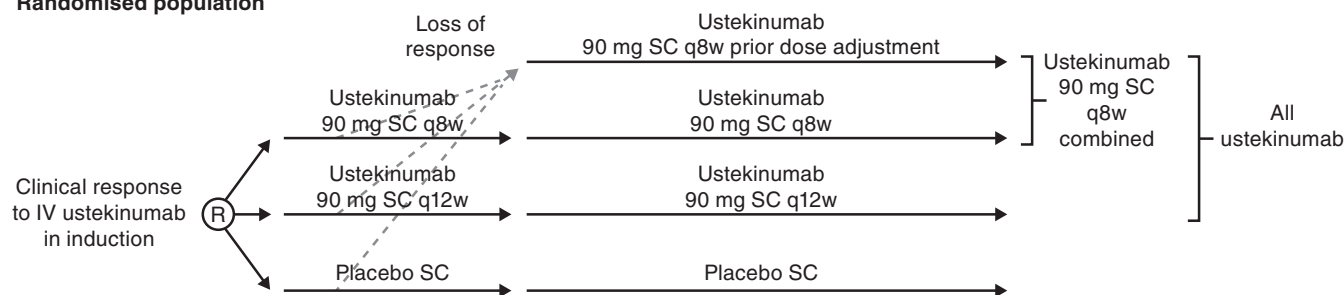 Randomised population
Loss of
response
Ustekinumab
90 mg SC q8w prior dose adjustment
Ustekinumab
90 mg SC q8w
Ustekinumab
90 mg SC q8w
Ustekinumab
90 mg SC
q8w
combined
All
ustekinumab
Clinical response
to IV ustekinumab
in induction
R
Ustekinumab
90 mg SC q12w
Ustekinumab
90 mg SC q12w
Placebo SC
Placebo SC